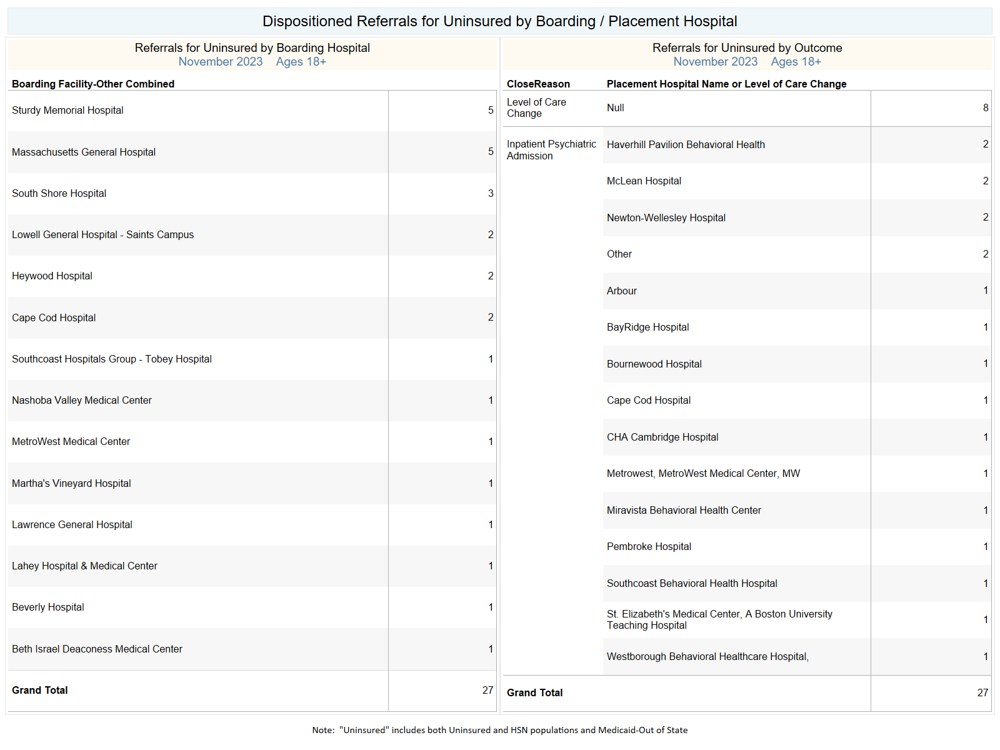 Dispositioned Referrals for Uninsured by Boarding / Placement Hospital
Referrals for Uninsured by Boarding Hospital
November 2023 Ages 18+
Boarding Facility-Other Combined
Sturdy Memorial Hospital 5
Massachusetts General Hospital 5
South Shore Hospital 3
Lowell General Hospital - Saints Campus 2
Heywood Hospital 2
Cape Cod Hospital 2
Southcoast Hospitals Group - Tobey Hospital 1
Nashoba Valley Medical Center 1
MetroWest Medical Center 1
Martha's Vineyard Hospital 1
Lawrence General Hospital 1
Lahey Hospital & Medical Center 1
Beverly Hospital 1
Beth Israel Deaconess Medical Center 1
Grand Total 27
Referrals for Uninsured by Outcome
November 2023 Ages 18+
CloseReason Placement Hospital Name or Level of Care Change
Level of Care
Change
Null 8
Inpatient Psychiatric
Admission
Haverhill Pavilion Behavioral Health 2
McLean Hospital 2
Newton-Wellesley Hospital 2
Other 2
Arbour 1
BayRidge Hospital 1
Bournewood Hospital 1
Cape Cod Hospital 1
CHA Cambridge Hospital 1
Metrowest, MetroWest Medical Center, MW 1
Miravista Behavioral Health Center 1
Pembroke Hospital 1
Southcoast Behavioral Health Hospital 1
St. Elizabeth's Medical Center, A Boston University
Teaching Hospital 1
Westborough Behavioral Healthcare Hospital, 1
Grand Total 27
Note: "Uninsured" includes both Uninsured and HSN populations and Medicaid-Out of State